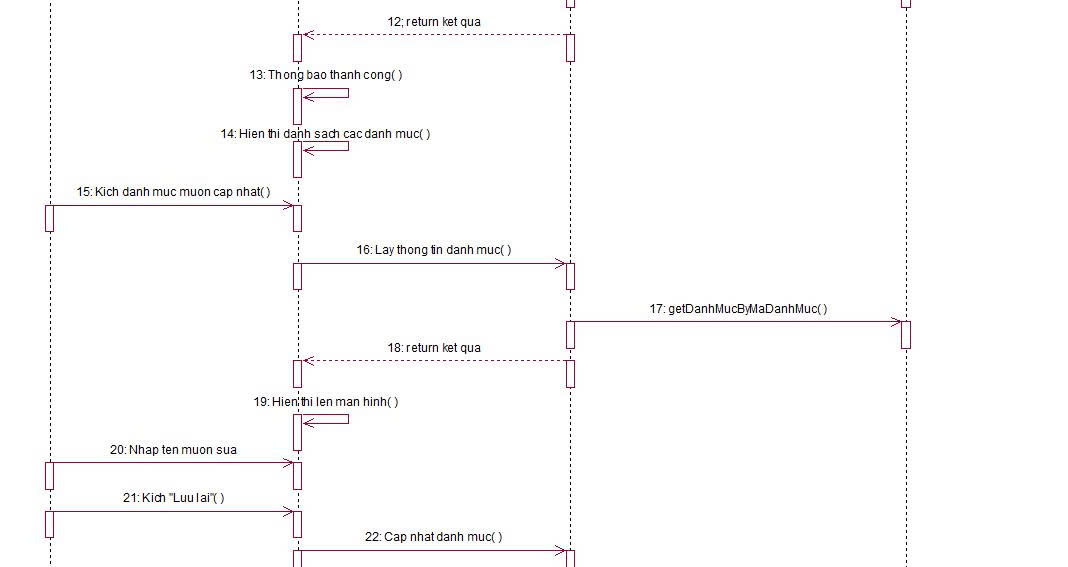 12; return ket qua
13: Thong bao thanh cong( )
14: Hien thi danh sach cac danh muc( )
15: Kich danh muc muon cap nhat( )
16: Lay thong tin danh muc( )
17: getDanhMucByMaDanhMuc( )
18: return ket qua
19: Hien thi len man hinh( )
20: Nhap ten muon sua
21: Kich "Luu lai"( )
22: Cap nhat danh muc( )